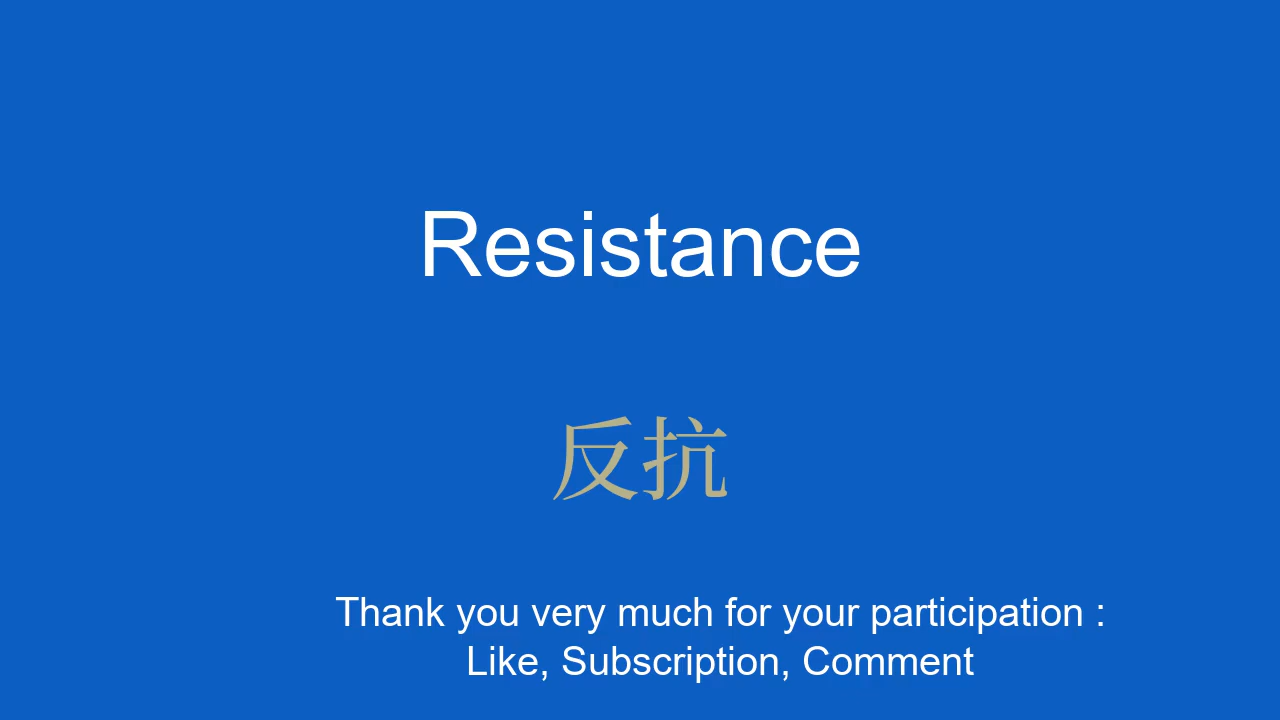 Resistance
反抗
Thank you very much for your participation :
Like, Subscription, Comment